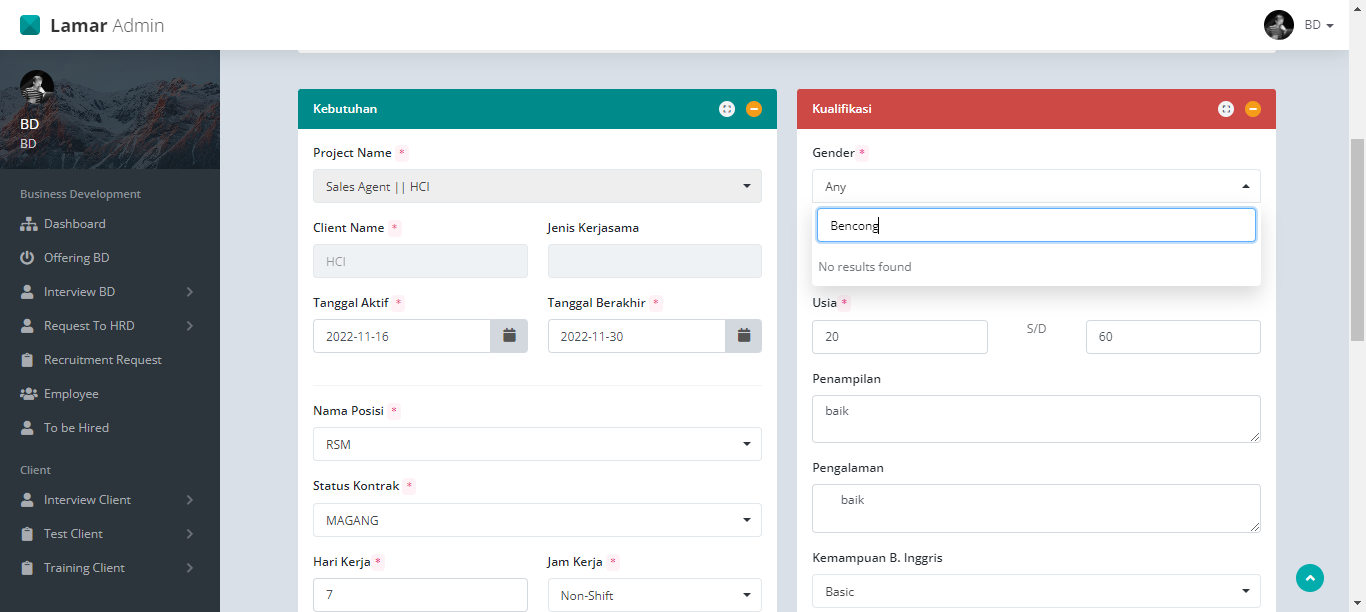 Lamar Admin
BD
BD
BD
Business Development
Dashboard
Offering BD
Interview BD
Request To HRD
Recruitment Request
Employee
To be Hired
Client
Interview Client
Test Client
Training Client
Kebutuhan
Project Name *
Sales Agent || HCI
Client Name *
Jenis Kerjasama
HCI
Tanggal Aktif *
Tanggal Berakhir *
2022-11-16
2022-11-30
Nama Posisi *
RSM
Status Kontrak *
MAGANG
Hari Kerja *
Jam Kerja *
7
Non-Shift
Kualifikasi
Gender *
Any
Bencong
No results found
Usia *
20
S/D
60
Penampilan
baik
Pengalaman
baik
Kemampuan B. Inggris
Basic